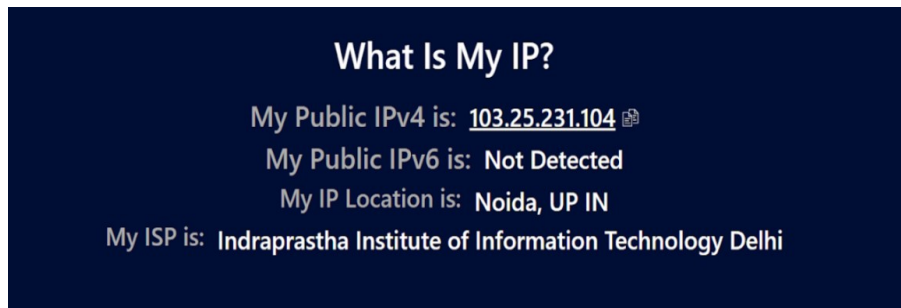 What Is My IP?
My Public IPv4 is: 103.25.231.104
My Public IPv6 is: Not Detected
My IP Location is: Noida, UP IN
My ISP is: Indraprastha Institute of Information Technology Delhi